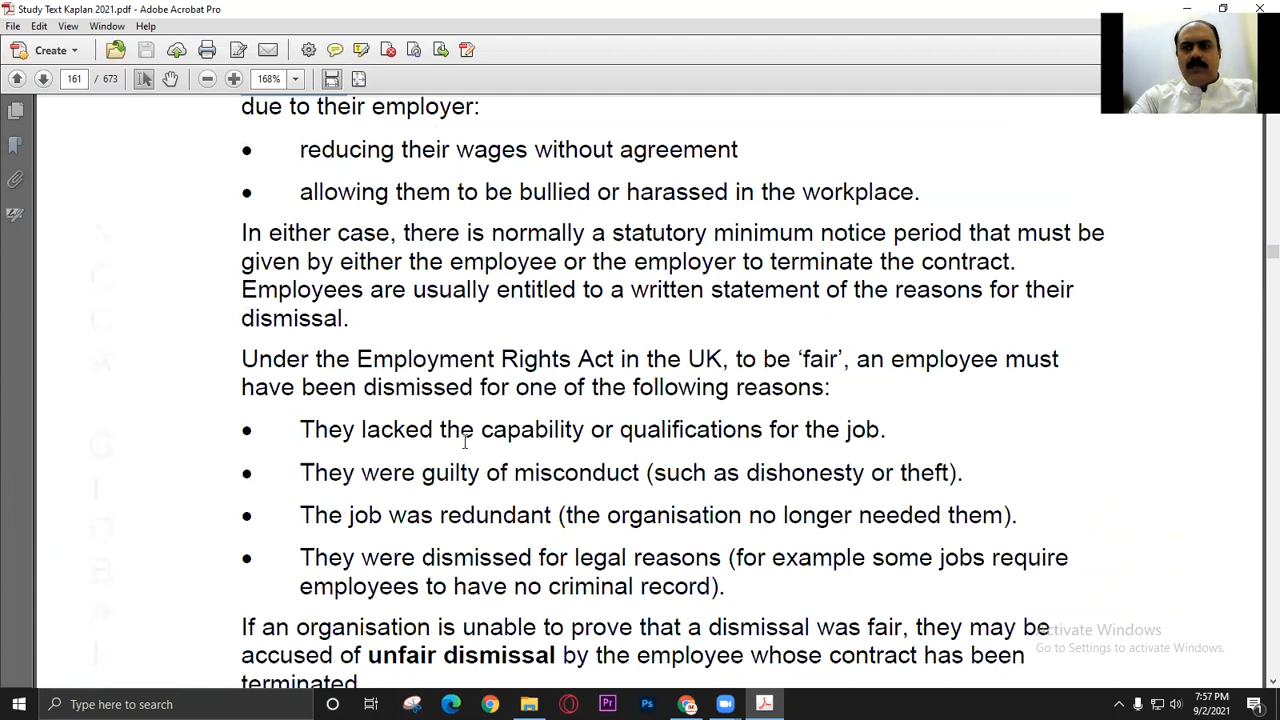 Study Text Kaplan 2021.pdf - Adobe Acrobat Pro
File Edit View Window Help
Create
161 / 673 168%
due to their employer:
• reducing their wages without agreement
• allowing them to be bullied or harassed in the workplace.
In either case, there is normally a statutory minimum notice period that must be
given by either the employee or the employer to terminate the contract.
Employees are usually entitled to a written statement of the reasons for their
dismissal.
Under the Employment Rights Act in the UK, to be ‘fair’, an employee must
have been dismissed for one of the following reasons:
• They lacked the capability or qualifications for the job.
• They were guilty of misconduct (such as dishonesty or theft).
• The job was redundant (the organisation no longer needed them).
• They were dismissed for legal reasons (for example some jobs require
employees to have no criminal record).
If an organisation is unable to prove that a dismissal was fair, they may be
accused of unfair dismissal by the employee whose contract has been
terminated
Activate Windows
Go to Settings to activate Windows.
Type here to search
Pr
Ps
7:57 PM
9/2/2021
1